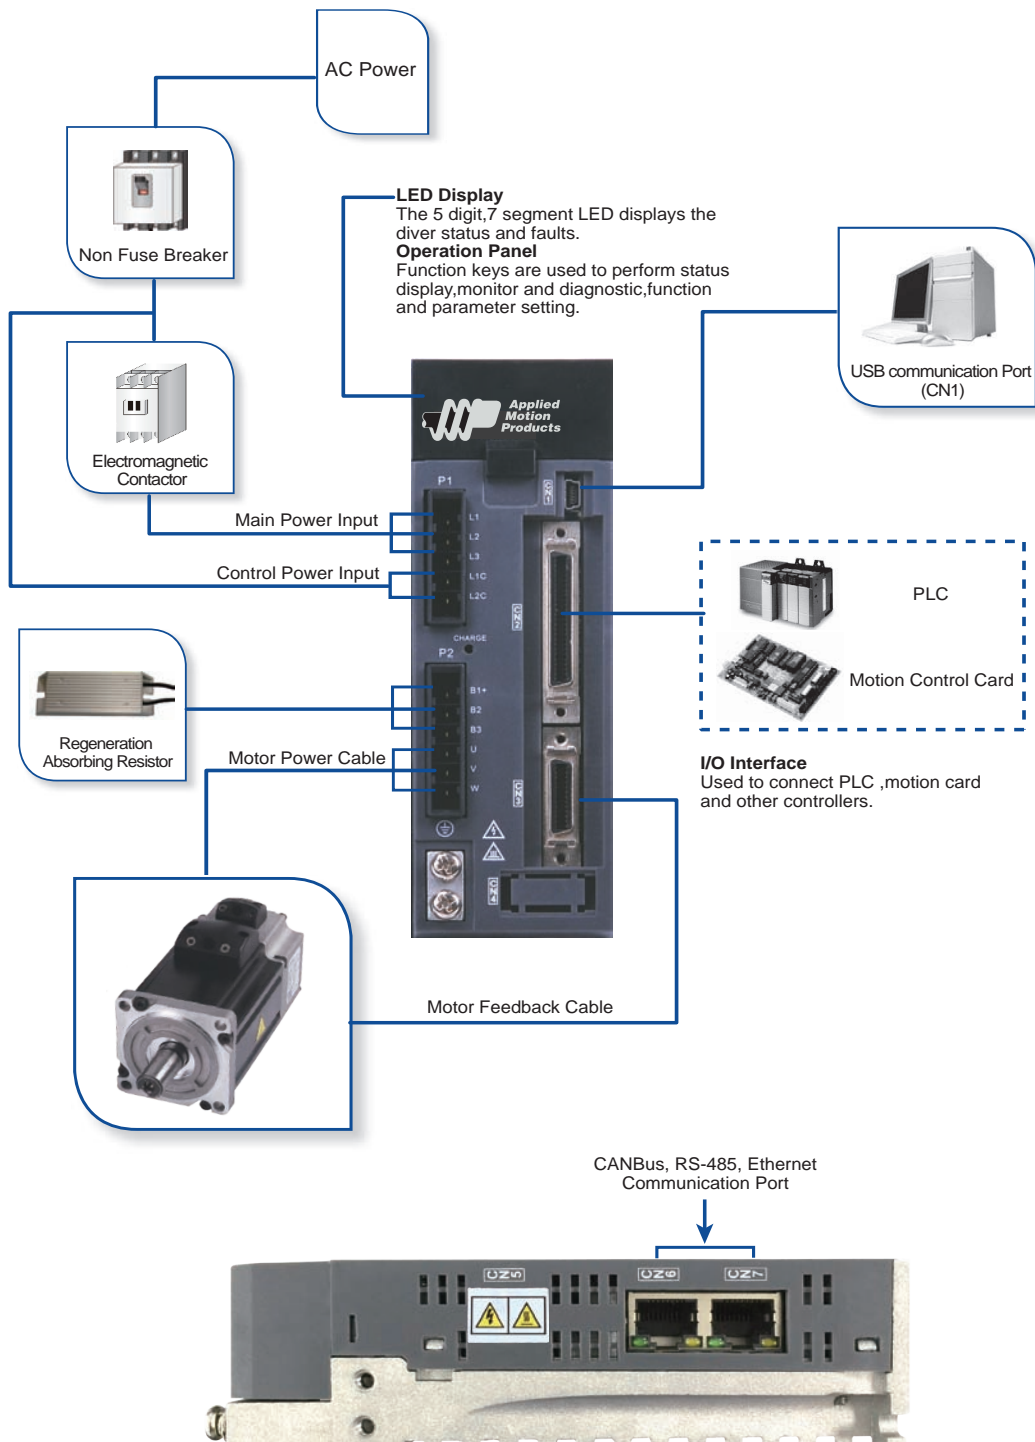 AC Power
Non Fuse Breaker
LED Display
The 5 digit,7 segment LED displays the
diver status and faults.
Operation Panel
Function keys are used to perform status
display,monitor and diagnostic,function
and parameter setting.
USB communication Port
(CN1)
Electromagnetic
Contactor
Applied
Motion
Products
P1
CN1
L1
L2
L3
L1C
L2C
Main Power Input
Control Power Input
CN2
PLC
Motion Control Card
CHARGE
P2
B1+
B2
B3
U
V
W
Regeneration
Absorbing Resistor
Motor Power Cable
CN3
I/O Interface
Used to connect PLC ,motion card
and other controllers.
CN4
Motor Feedback Cable
CANBus, RS-485, Ethernet
Communication Port
CN5
CN6
CN7